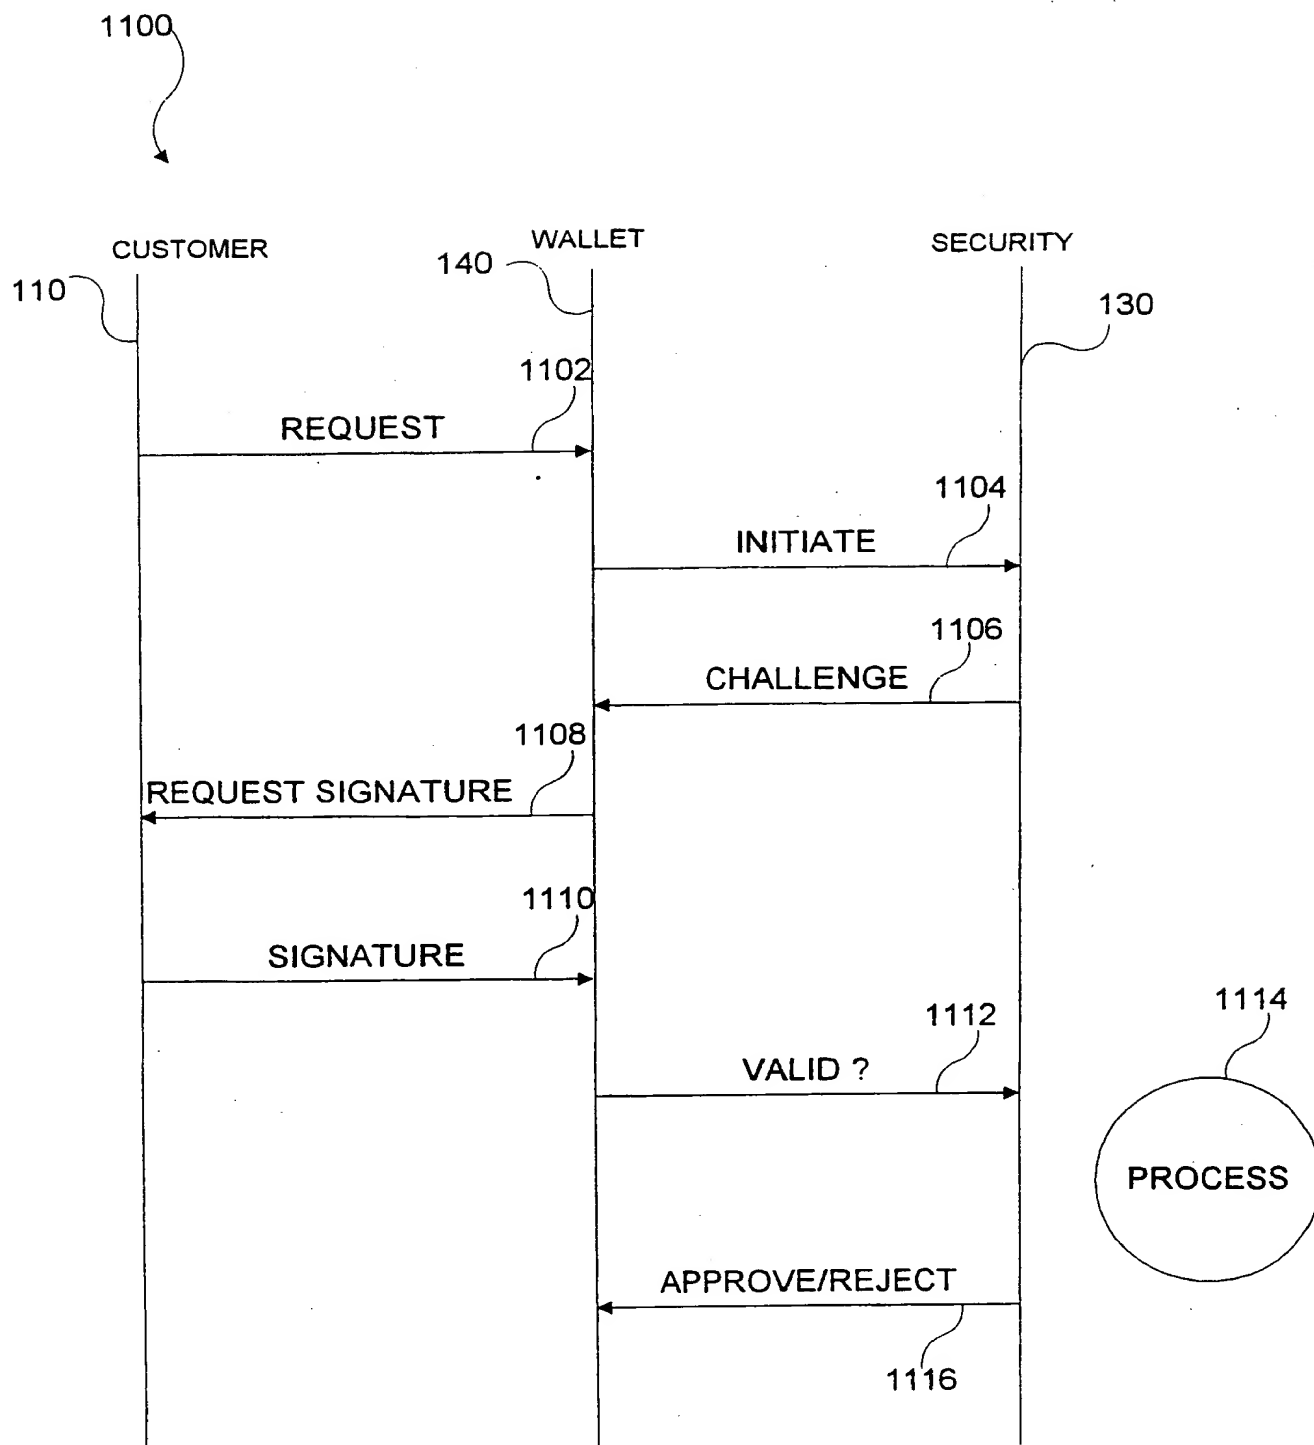 1100
CUSTOMER
WALLET
SECURITY
110
140
130
1102
REQUEST
1104
INITIATE
1106
CHALLENGE
1108
REQUEST SIGNATURE
1110
SIGNATURE
1112
VALID ?
1114
PROCESS
APPROVE/REJECT
1116